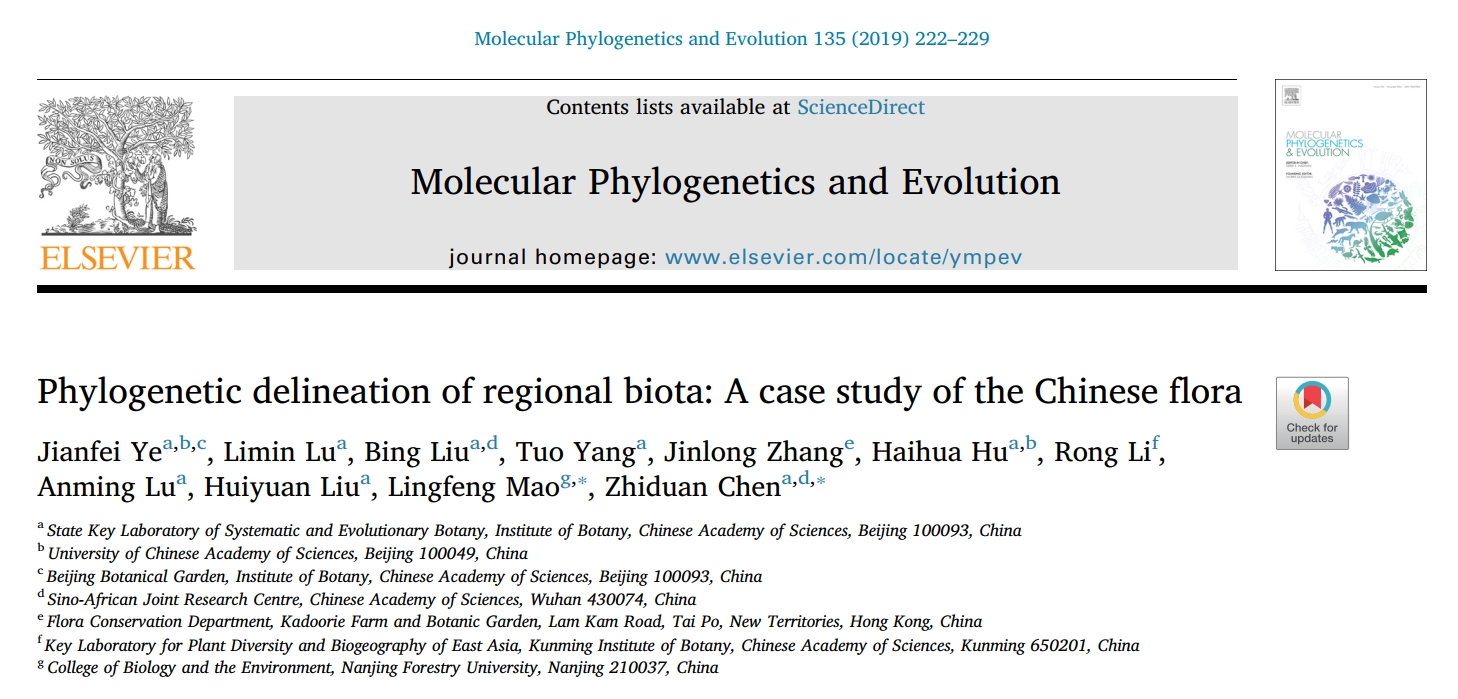 Molecular Phylogenetics and Evolution 135 (2019) 222–229
Contents lists available at ScienceDirect
Molecular Phylogenetics and Evolution
journal homepage: www.elsevier.com/locate/ympev
NON SOLUS
ELSEVIER
MOLECULAR
PHYLOGENETICS
& EVOLUTION
Phylogenetic delineation of regional biota: A case study of the Chinese flora
Check for
updates
Jianfei Ye^a,b,c, Limin Lu^a, Bing Liu^a,d, Tuo Yang^a, Jinlong Zhang^e, Haihua Hu^a,b, Rong Li^f,
Anming Lu^a, Huiyuan Liu^a, Lingfeng Mao^g,*, Zhiduan Chen^a,d,*
^a State Key Laboratory of Systematic and Evolutionary Botany, Institute of Botany, Chinese Academy of Sciences, Beijing 100093, China
^b University of Chinese Academy of Sciences, Beijing 100049, China
^c Beijing Botanical Garden, Institute of Botany, Chinese Academy of Sciences, Beijing 100093, China
^d Sino-African Joint Research Centre, Chinese Academy of Sciences, Wuhan 430074, China
^e Flora Conservation Department, Kadoorie Farm and Botanic Garden, Lam Kam Road, Tai Po, New Territories, Hong Kong, China
^f Key Laboratory for Plant Diversity and Biogeography of East Asia, Kunming Institute of Botany, Chinese Academy of Sciences, Kunming 650201, China
^g College of Biology and the Environment, Nanjing Forestry University, Nanjing 210037, China